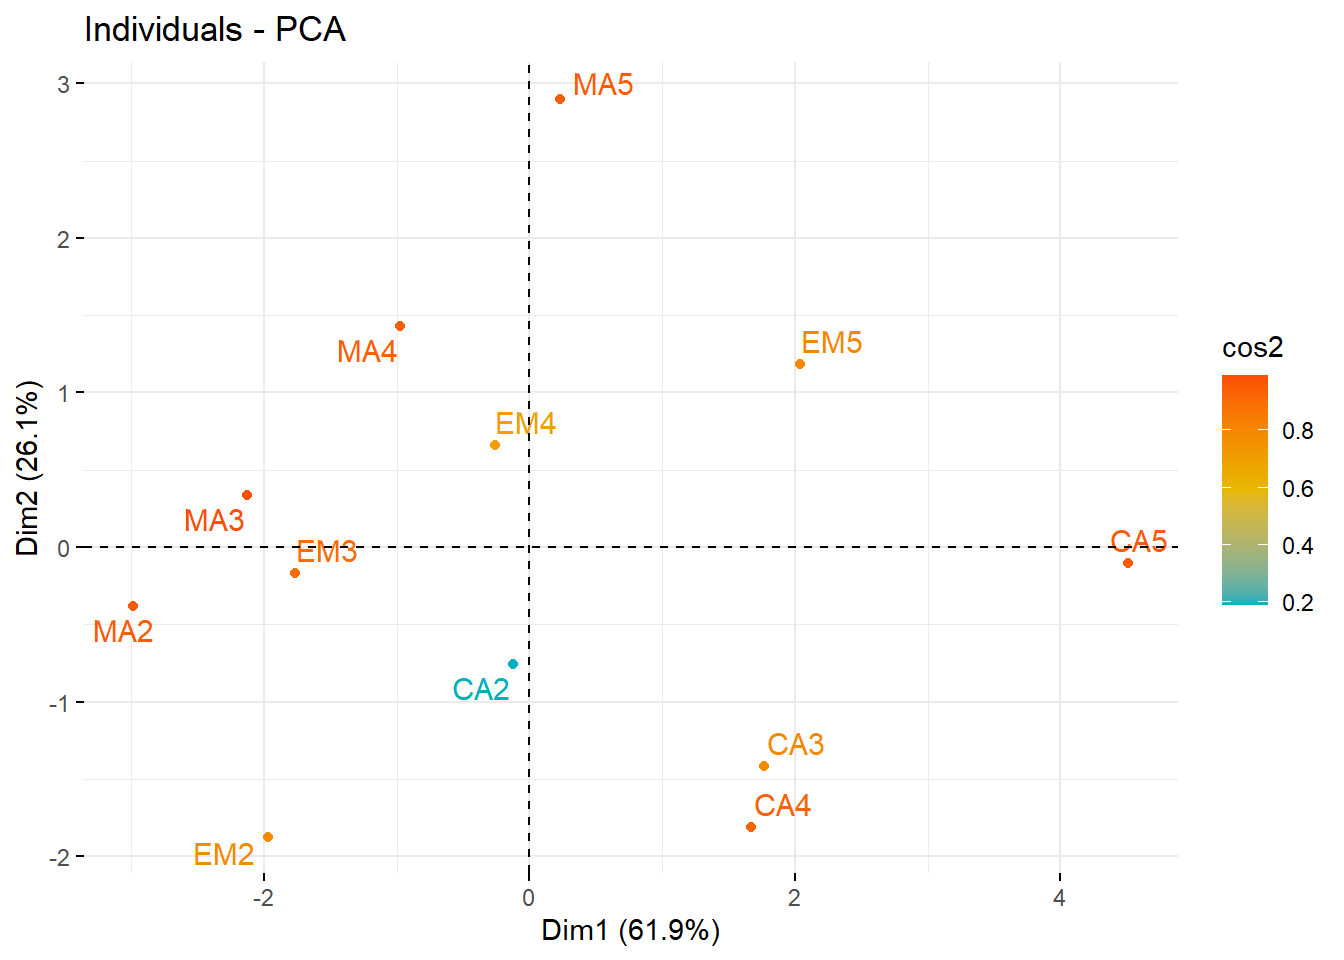 Individuals - PCA
3
MA5
2
EM5
MA4
cos2
1
EM4
0.8
MA3
0.6
EM3
CA5
0
0.4
Dim2 (26.1%)
MA2
0.2
CA2
-1
CA3
CA4
EM2
-2
-2
0
2
4
Dim1 (61.9%)